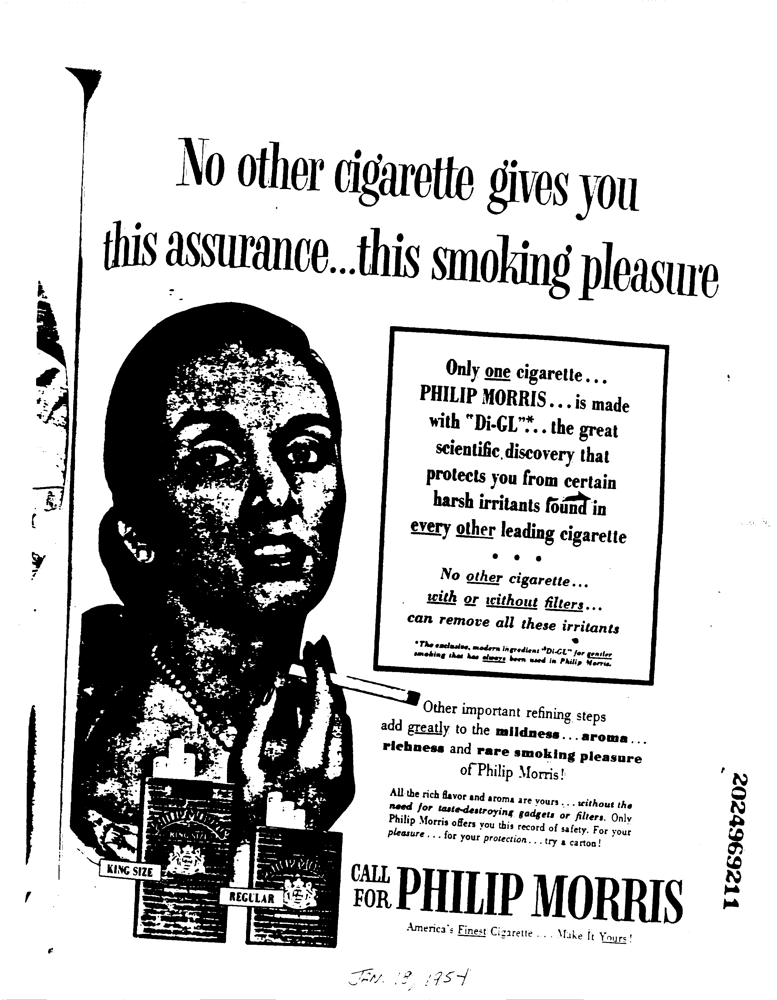 No other cigarette gives you
this assurance...this smoking pleasure
Only one cigarette...
PHILIP MORRIS... is made
with "Di-GL"*... the great
scientific discovery that
protects you from certain
harsh irritants found in
every other leading cigarette
• • •
No other cigarette...
with or without filters...
can remove all these irritants
*The exclusive, modern ingredient "Di-GL" for gentler
smoking that has always been used in Philip Morris.
Other important refining steps
add greatly to the mildness...aroma...
richness and rare smoking pleasure
of Philip Morris!
All the rich flavor and aroma are yours... without the
need for taste-destroying gadgets or filters. Only
Philip Morris offers you this record of safety. For your
pleasure... for your protection... try a carton!
PHILIP MORRIS
KING SIZE
KING SIZE
PHILIP MORRIS
REGULAR
CALL
FOR PHILIP MORRIS
America's Finest Cigarette ... Make It Yours!
2024969211
JAN. 18, 1954